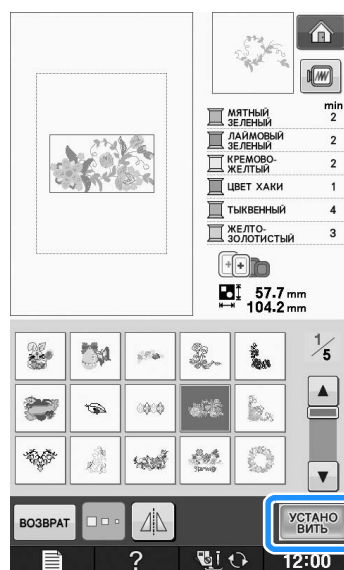 min
МЯТНЫЙ
ЗЕЛЕНЫЙ 2
ЛАЙМОВЫЙ
ЗЕЛЕНЫЙ 2
КРЕМОВО-
ЖЕЛТЫЙ 2
ЦВЕТ ХАКИ 1
ТЫКВЕННЫЙ 4
ЖЕЛТО-
ЗОЛОТИСТЫЙ 3
57.7 mm
104.2 mm
1/5
Spring
ВОЗВРАТ
УСТАНО
ВИТЬ
?
12:00